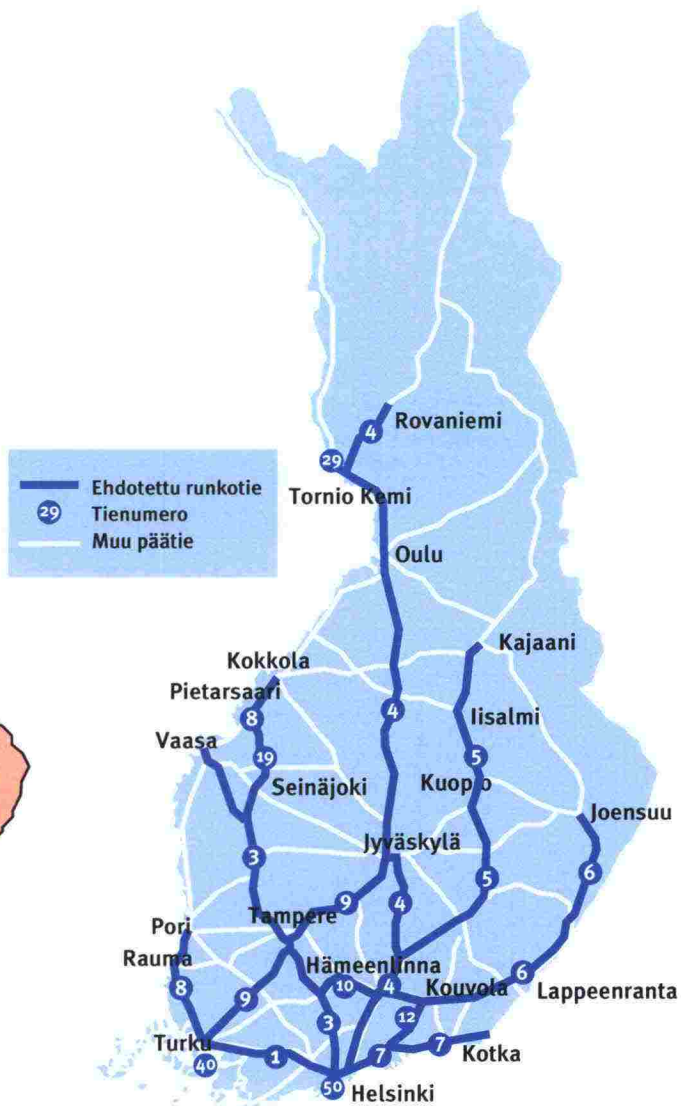 4
Rovaniemi
29
Ehdotettu runkotie
29 Tienumero
Muu päätie
Tornio Kemi
Oulu
Kajaani
Kokkola
Pietarsaari
8
4
Iisalmi
Vaasa
19
5
Seinäjoki
Kuopio
Joensuu
Jyväskylä
3
5
6
9
4
Pori
Tampere
Rauma
Hämeenlinna
6
8
9
10
4
Kouvola
Lappeenranta
3
12
Turku
40
1
7
7
Kotka
50
Helsinki